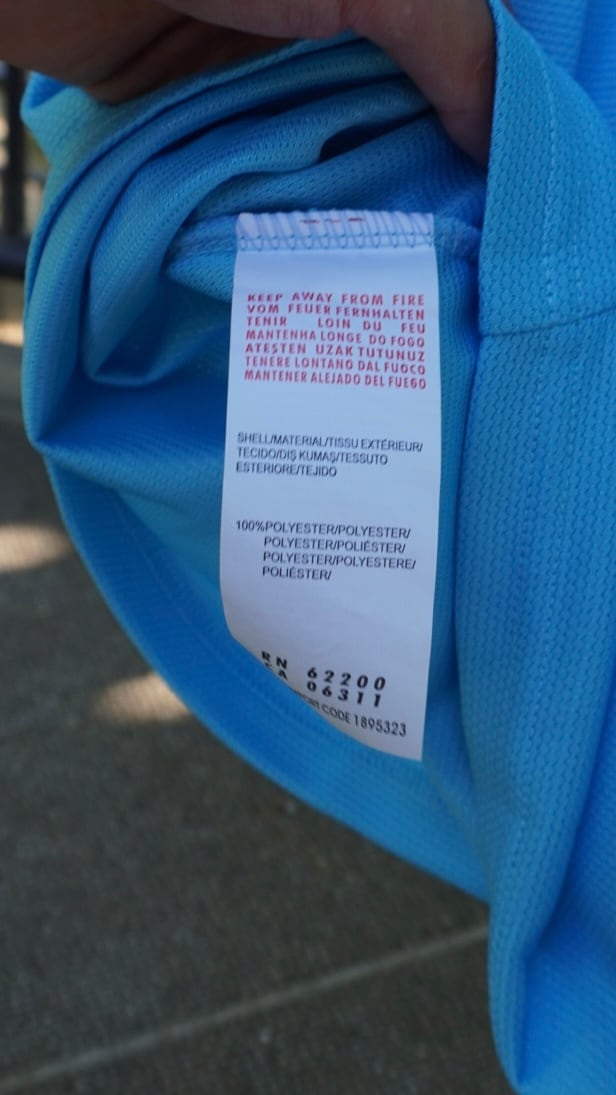 KEEP AWAY FROM FIRE
VOM FEUER FERNHALTEN
TENIR LOIN DU FEU
MANTENHA LONGE DO FOGO
ATESTEN UZAK TUTUNUZ
TENERE LONTANO DAL FUOCO
MANTENER ALEJADO DEL FUEGO
SHELL/MATERIAL/TISSU EXTÉRIEUR/
TECIDO/DIŞ KUMAŞ/TESSUTO
ESTERIORE/TEJIDO
100%POLYESTER/POLYESTER/
POLYESTER/POLIÉSTER/
POLYESTER/POLYESTERE/
POLIÉSTER/
RN 62200
CA 06311
CODE 1895323